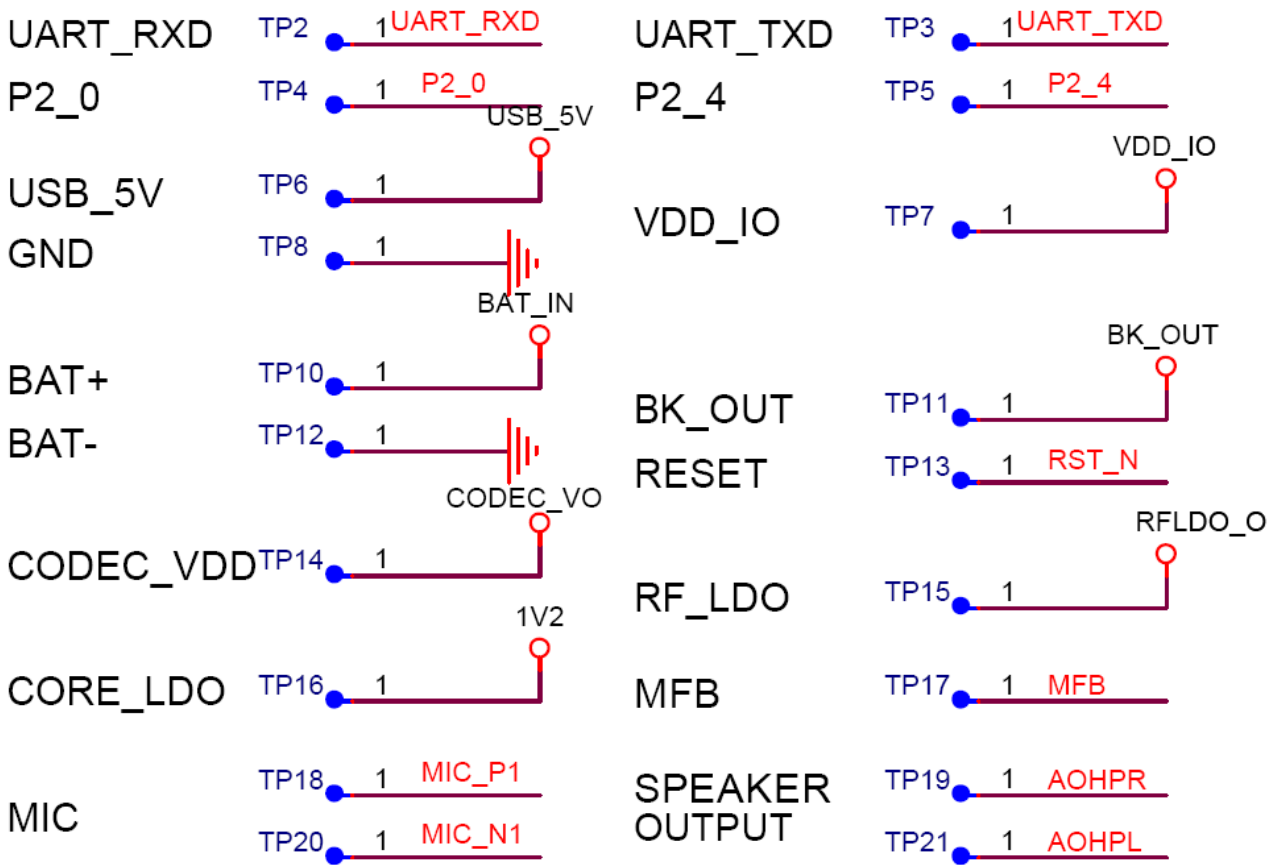 UART_RXD TP2 1 UART_RXD UART_TXD TP3 1 UART_TXD
P2_0 TP4 1 P2_0 P2_4 TP5 1 P2_4
USB_5V
VDD_IO
USB_5V TP6 1
VDD_IO TP7 1
GND TP8 1
BAT_IN
BK_OUT
BAT+ TP10 1
BK_OUT TP11 1
BAT- TP12 1
RESET TP13 1 RST_N
CODEC_VO
RFLDO_O
CODEC_VDD TP14 1
RF_LDO TP15 1
1V2
CORE_LDO TP16 1 MFB TP17 1 MFB
TP18 1 MIC_P1 SPEAKER TP19 1 AOHPR
MIC OUTPUT
TP20 1 MIC_N1 TP21 1 AOHPL